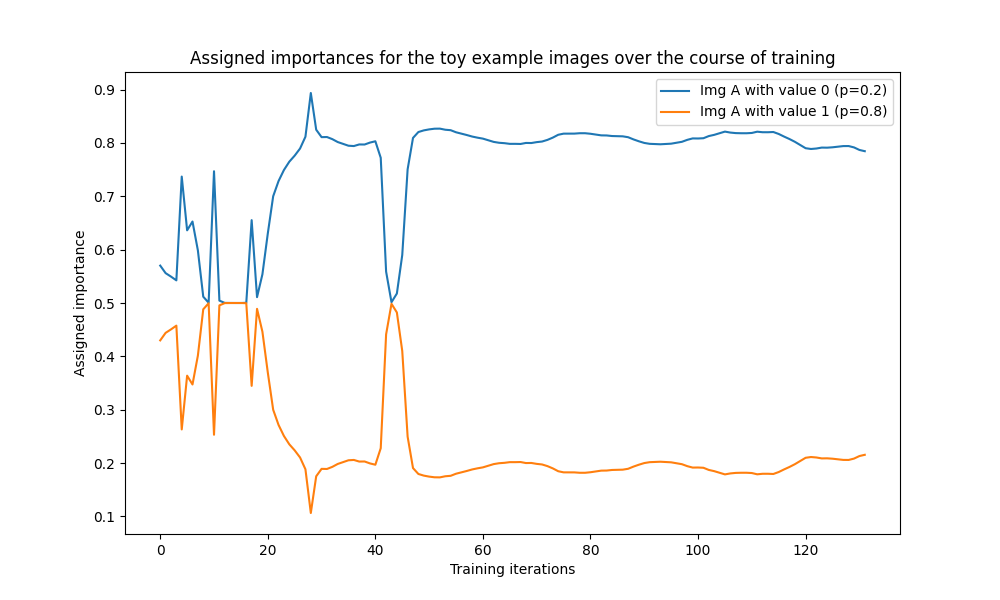 Assigned importances for the toy example images over the course of training
Img A with value 0 (p=0.2)
Img A with value 1 (p=0.8)
Assigned importance
0.9
0.8
0.7
0.6
0.5
0.4
0.3
0.2
0.1
0 20 40 60 80 100 120
Training iterations